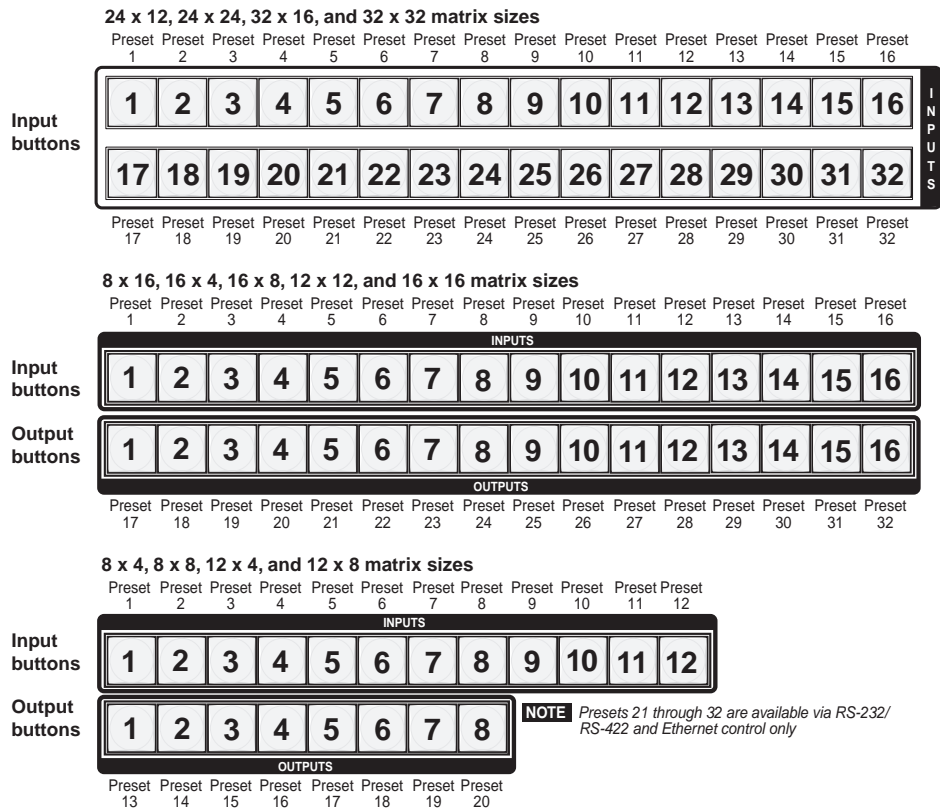 24 x 12, 24 x 24, 32 x 16, and 32 x 32 matrix sizes
Preset Preset Preset Preset Preset Preset Preset Preset Preset Preset Preset Preset Preset Preset Preset Preset
1 2 3 4 5 6 7 8 9 10 11 12 13 14 15 16
Input buttons
1 2 3 4 5 6 7 8 9 10 11 12 13 14 15 16
17 18 19 20 21 22 23 24 25 26 27 28 29 30 31 32
INPUTS
Preset Preset Preset Preset Preset Preset Preset Preset Preset Preset Preset Preset Preset Preset Preset Preset
17 18 19 20 21 22 23 24 25 26 27 28 29 30 31 32
8 x 16, 16 x 4, 16 x 8, 12 x 12, and 16 x 16 matrix sizes
Preset Preset Preset Preset Preset Preset Preset Preset Preset Preset Preset Preset Preset Preset Preset Preset
1 2 3 4 5 6 7 8 9 10 11 12 13 14 15 16
INPUTS
Input
buttons
1 2 3 4 5 6 7 8 9 10 11 12 13 14 15 16
Output
buttons
1 2 3 4 5 6 7 8 9 10 11 12 13 14 15 16
OUTPUTS
Preset Preset Preset Preset Preset Preset Preset Preset Preset Preset Preset Preset Preset Preset Preset Preset
17 18 19 20 21 22 23 24 25 26 27 28 29 30 31 32
8 x 4, 8 x 8, 12 x 4, and 12 x 8 matrix sizes
Preset Preset Preset Preset Preset Preset Preset Preset Preset Preset Preset Preset
1 2 3 4 5 6 7 8 9 10 11 12
INPUTS
Input
buttons
1 2 3 4 5 6 7 8 9 10 11 12
Output
buttons
1 2 3 4 5 6 7 8
OUTPUTS
NOTE Presets 21 through 32 are available via RS-232/
RS-422 and Ethernet control only
Preset Preset Preset Preset Preset Preset Preset Preset
13 14 15 16 17 18 19 20